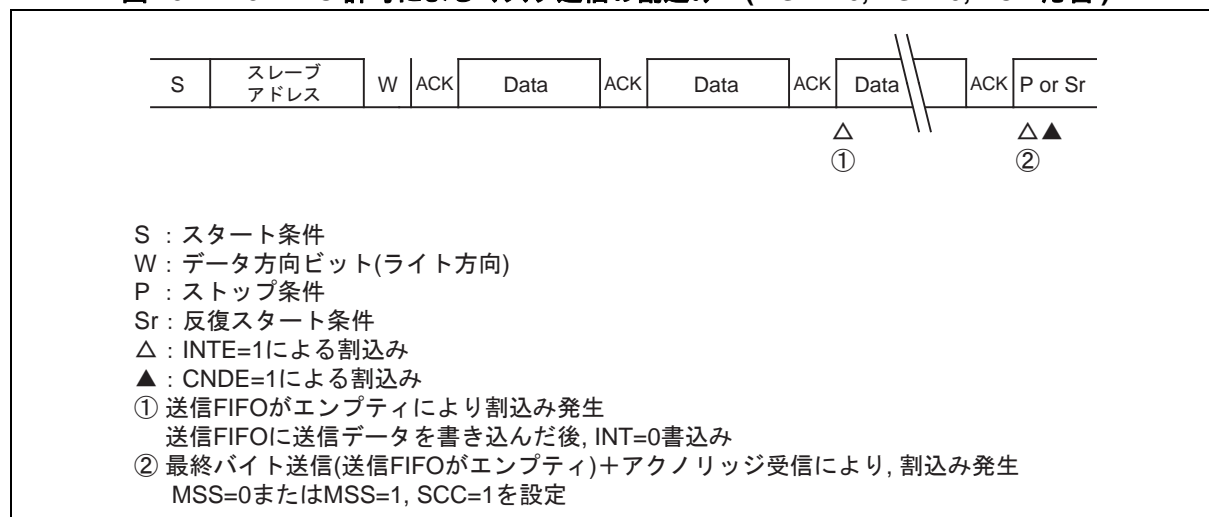 S スレーブ アドレス W ACK Data ACK Data ACK Data ACK P or Sr
△ △▲
① ②
S : スタート条件
W : データ方向ビット(ライト方向)
P : ストップ条件
Sr : 反復スタート条件
△ : INTE=1による割込み
▲ : CNDE=1による割込み
① 送信FIFOがエンプティにより割込み発生
送信FIFOに送信データを書き込んだ後, INT=0書込み
② 最終バイト送信(送信FIFOがエンプティ)+アクノリッジ受信により, 割込み発生
MSS=0またはMSS=1, SCC=1を設定